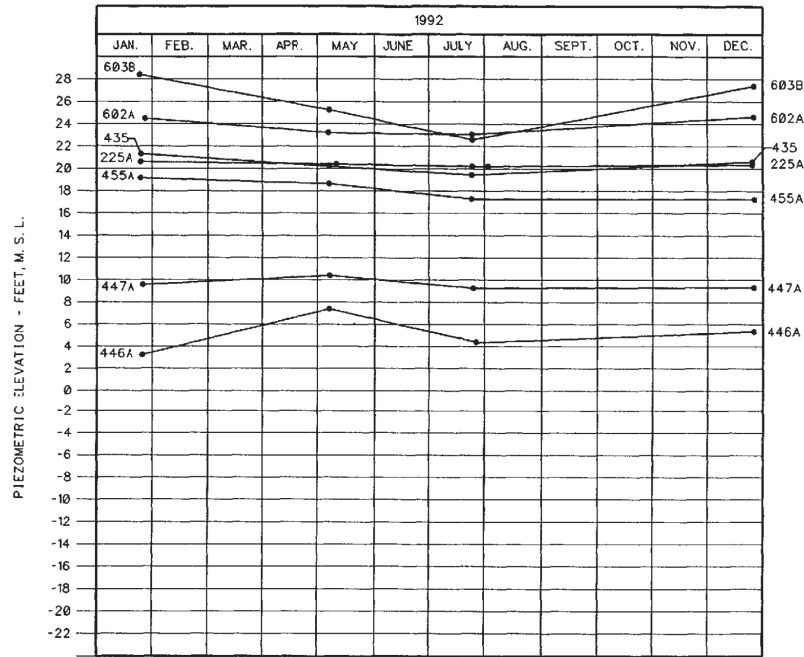 1992
JAN. FEB. MAR. APR. MAY JUNE JULY AUG. SEPT. OCT. NOV. DEC.
PIEZOMETRIC ELEVATION - FEET, M. S. L.
28
26
24
22
20
18
16
14
12
10
8
6
4
2
0
-2
-4
-6
-8
-10
-12
-14
-16
-18
-20
-22
603B
602A
435
225A
455A
447A
446A
603B
602A
435
225A
455A
447A
446A